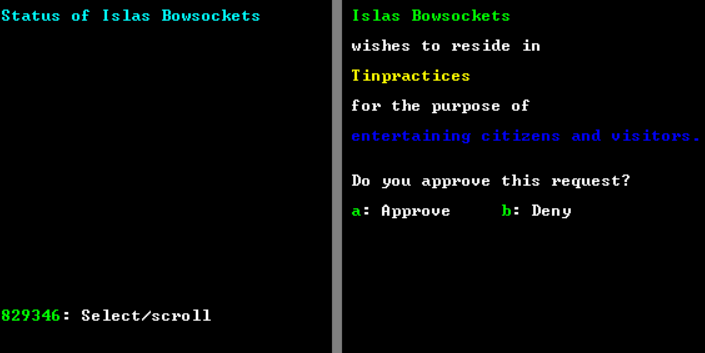 Status of Islas Bowsockets
829346: Select/scroll
Islas Bowsockets
wishes to reside in
Tinpractices
for the purpose of
entertaining citizens and visitors.
Do you approve this request?
a: Approve b: Deny